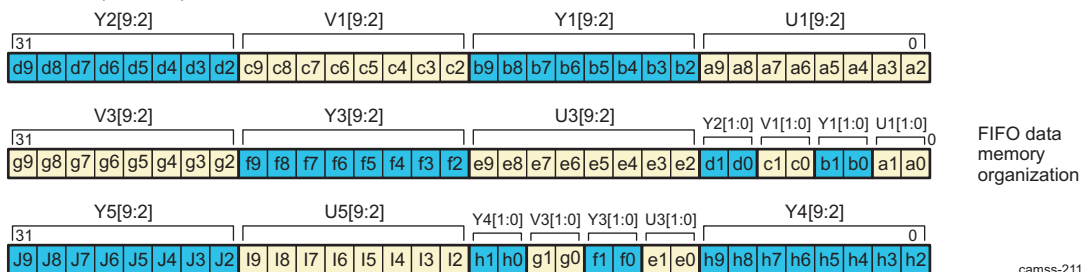 Y2[9:2] V1[9:2] Y1[9:2] U1[9:2]
31 0
d9 d8 d7 d6 d5 d4 d3 d2 c9 c8 c7 c6 c5 c4 c3 c2 b9 b8 b7 b6 b5 b4 b3 b2 a9 a8 a7 a6 a5 a4 a3 a2
V3[9:2] Y3[9:2] U3[9:2] Y2[1:0] V1[1:0] Y1[1:0] U1[1:0]
31 0
g9 g8 g7 g6 g5 g4 g3 g2 f9 f8 f7 f6 f5 f4 f3 f2 e9 e8 e7 e6 e5 e4 e3 e2 d1 d0 c1 c0 b1 b0 a1 a0
FIFO data
memory
organization
Y5[9:2] U5[9:2] Y4[1:0] V3[1:0] Y3[1:0] U3[1:0] Y4[9:2]
31 0
J9 J8 J7 J6 J5 J4 J3 J2 I9 I8 I7 I6 I5 I4 I3 I2 h1 h0 g1 g0 f1 f0 e1 e0 h9 h8 h7 h6 h5 h4 h3 h2
camss-211